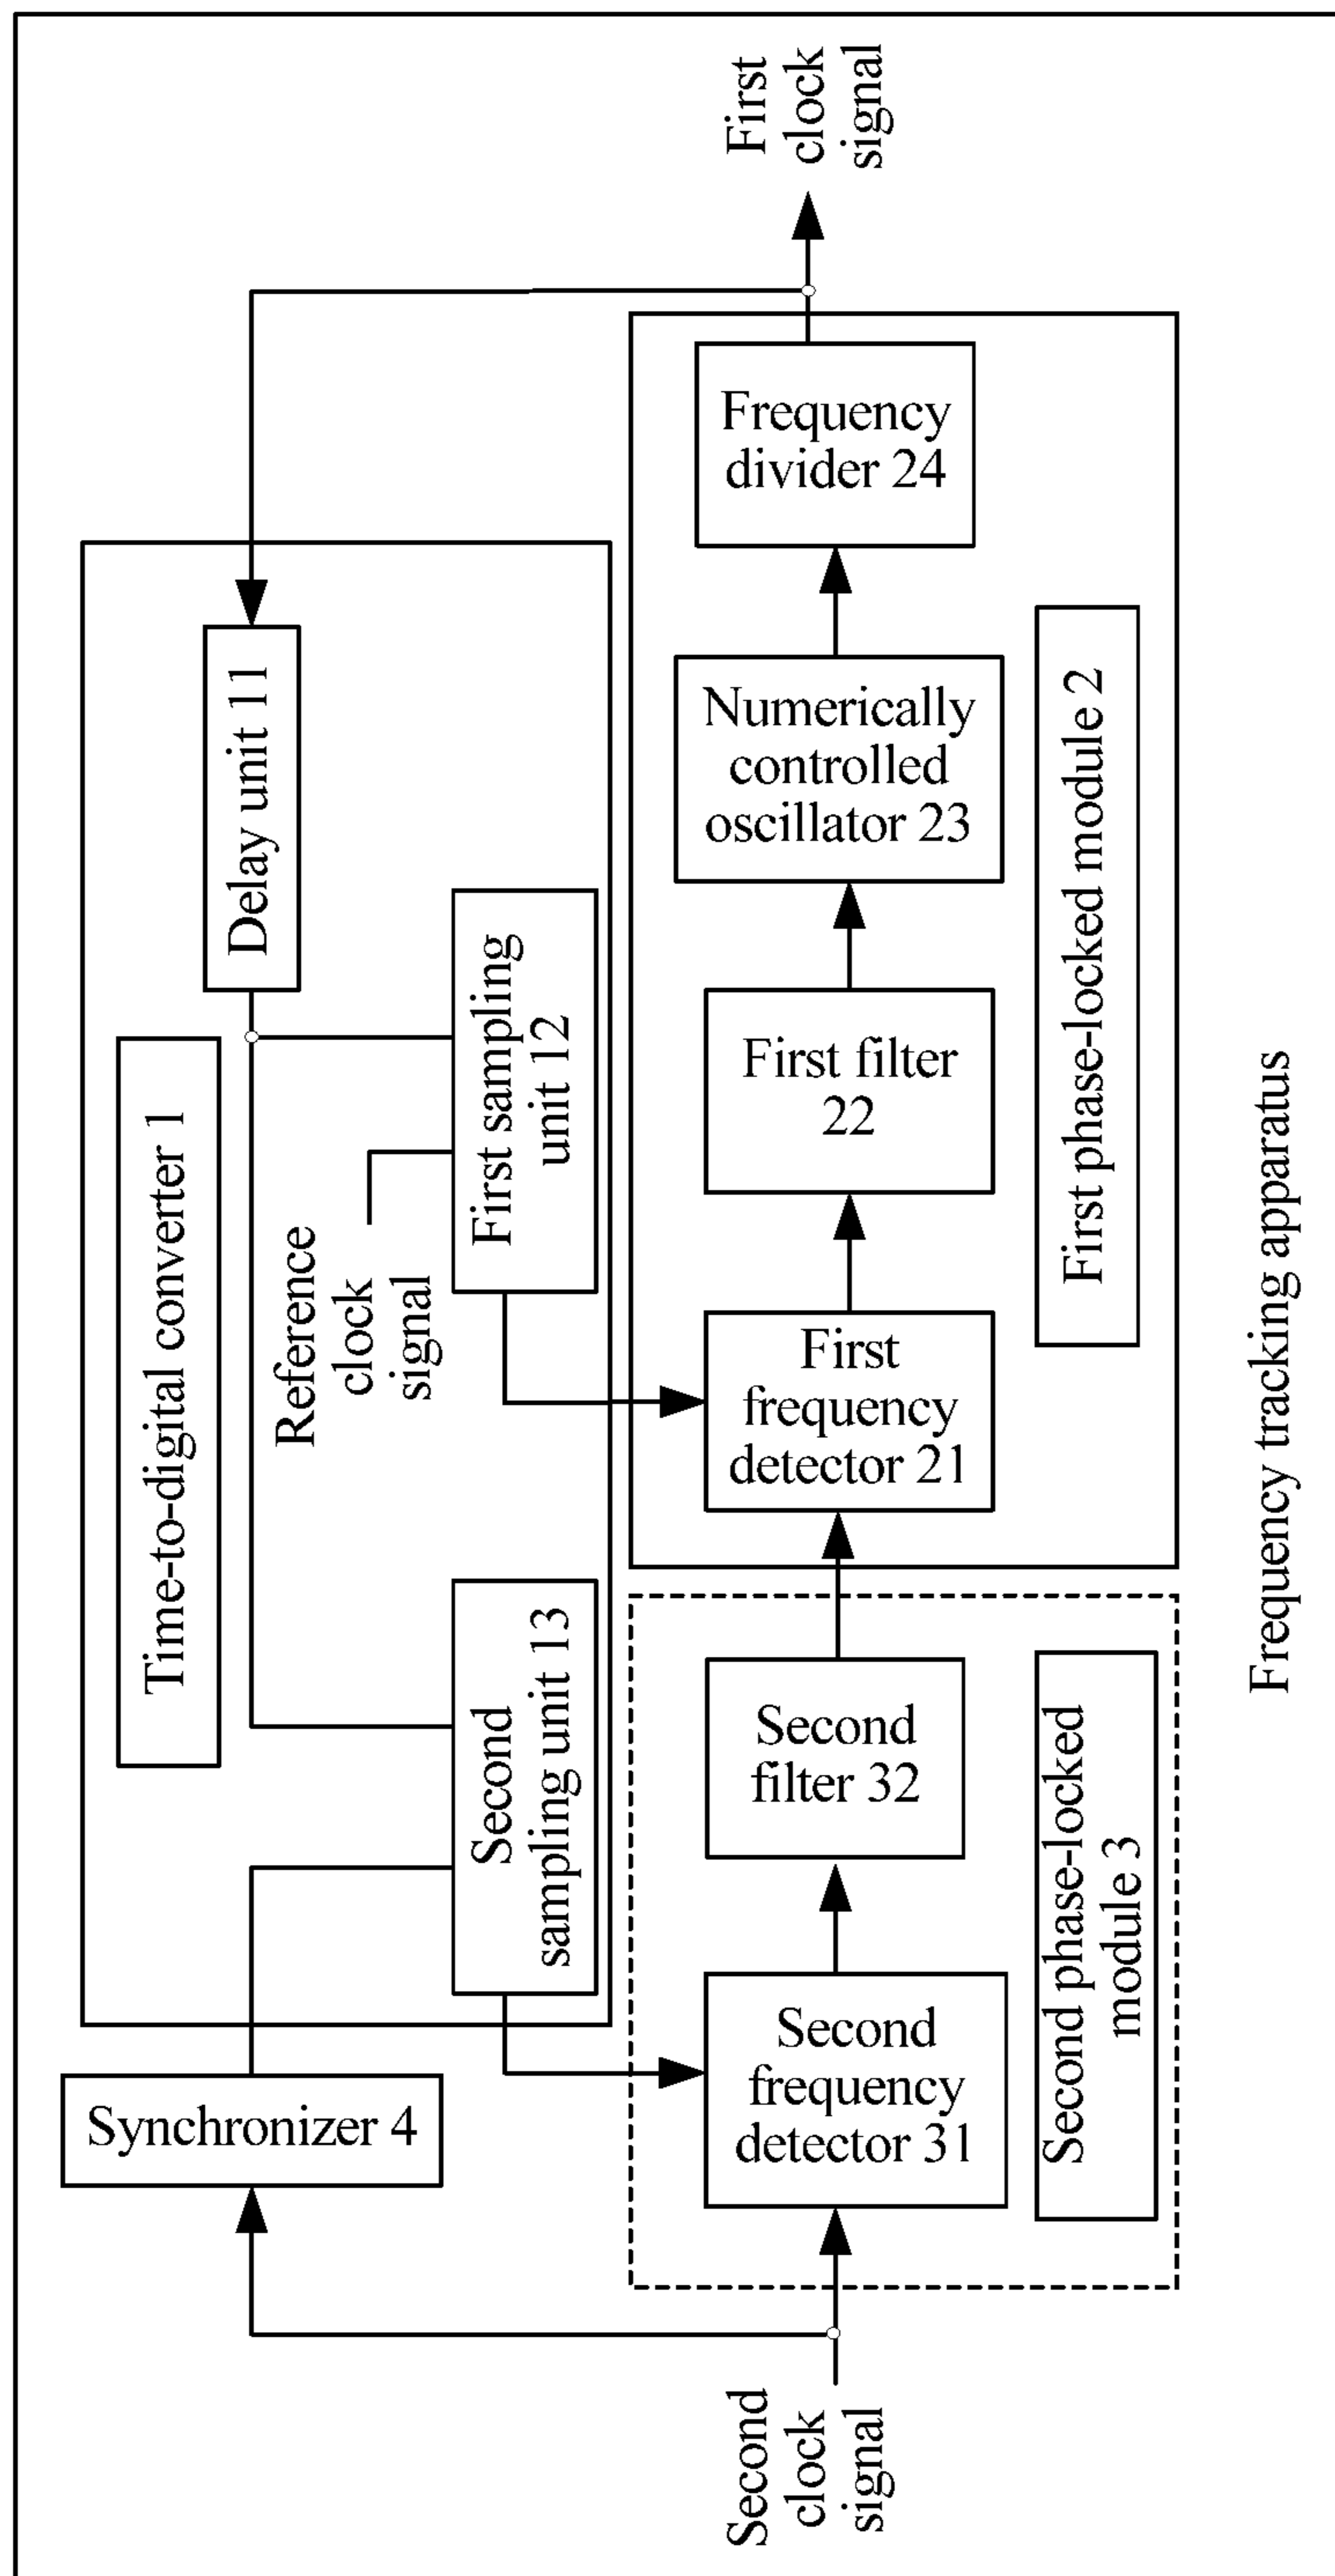 Synchronizer 4
Time-to-digital converter 1
Delay unit 11
Reference
clock
signal
Second
sampling unit 13
First sampling
unit 12
Second
clock
signal
Second
frequency
detector 31
Second
filter 32
First
frequency
detector 21
First filter
22
Numerically
controlled
oscillator 23
Frequency
divider 24
First
clock
signal
Second phase-locked
module 3
First phase-locked module 2
Frequency tracking apparatus